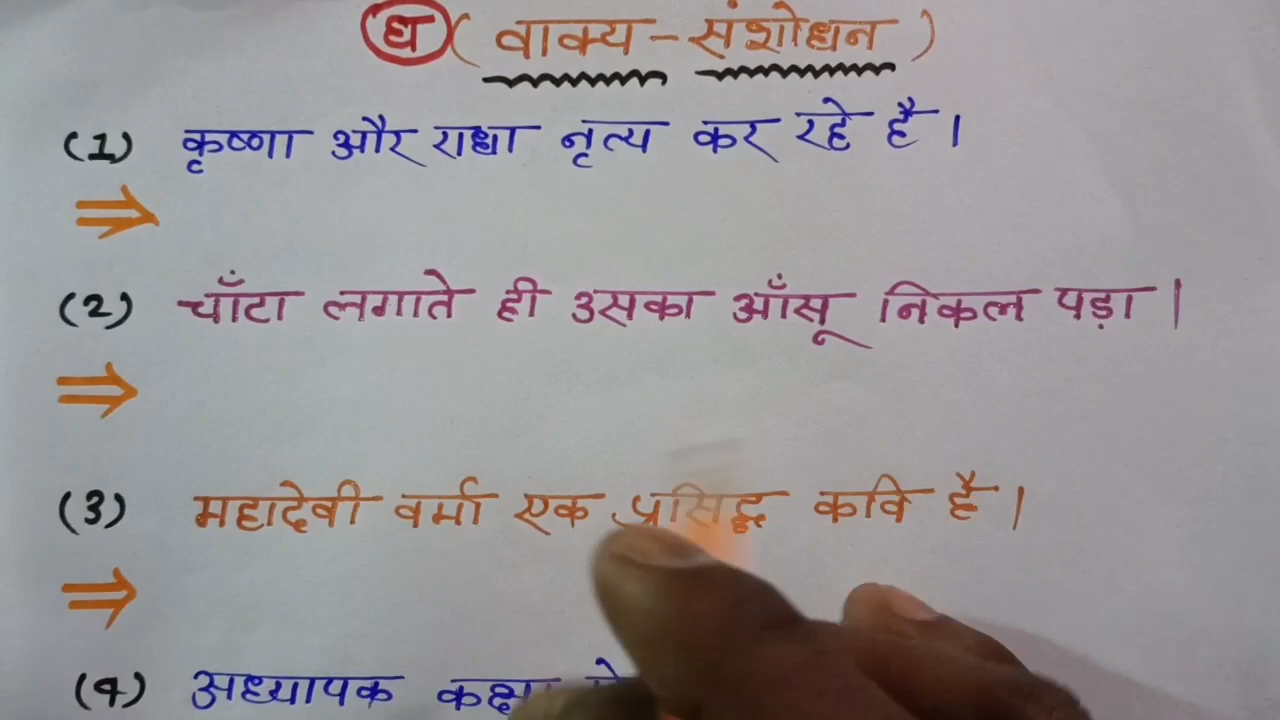 घ ( वाक्य - संशोधन )
(1) कृष्णा और राधा नृत्य कर रहे है ।
(2) चाँटा लगाते ही उसका आँसू निकल पड़ा ।
(3) महादेवी वर्मा एक प्रसिद्ध कवि है ।
(4) अध्यापक कक्षा